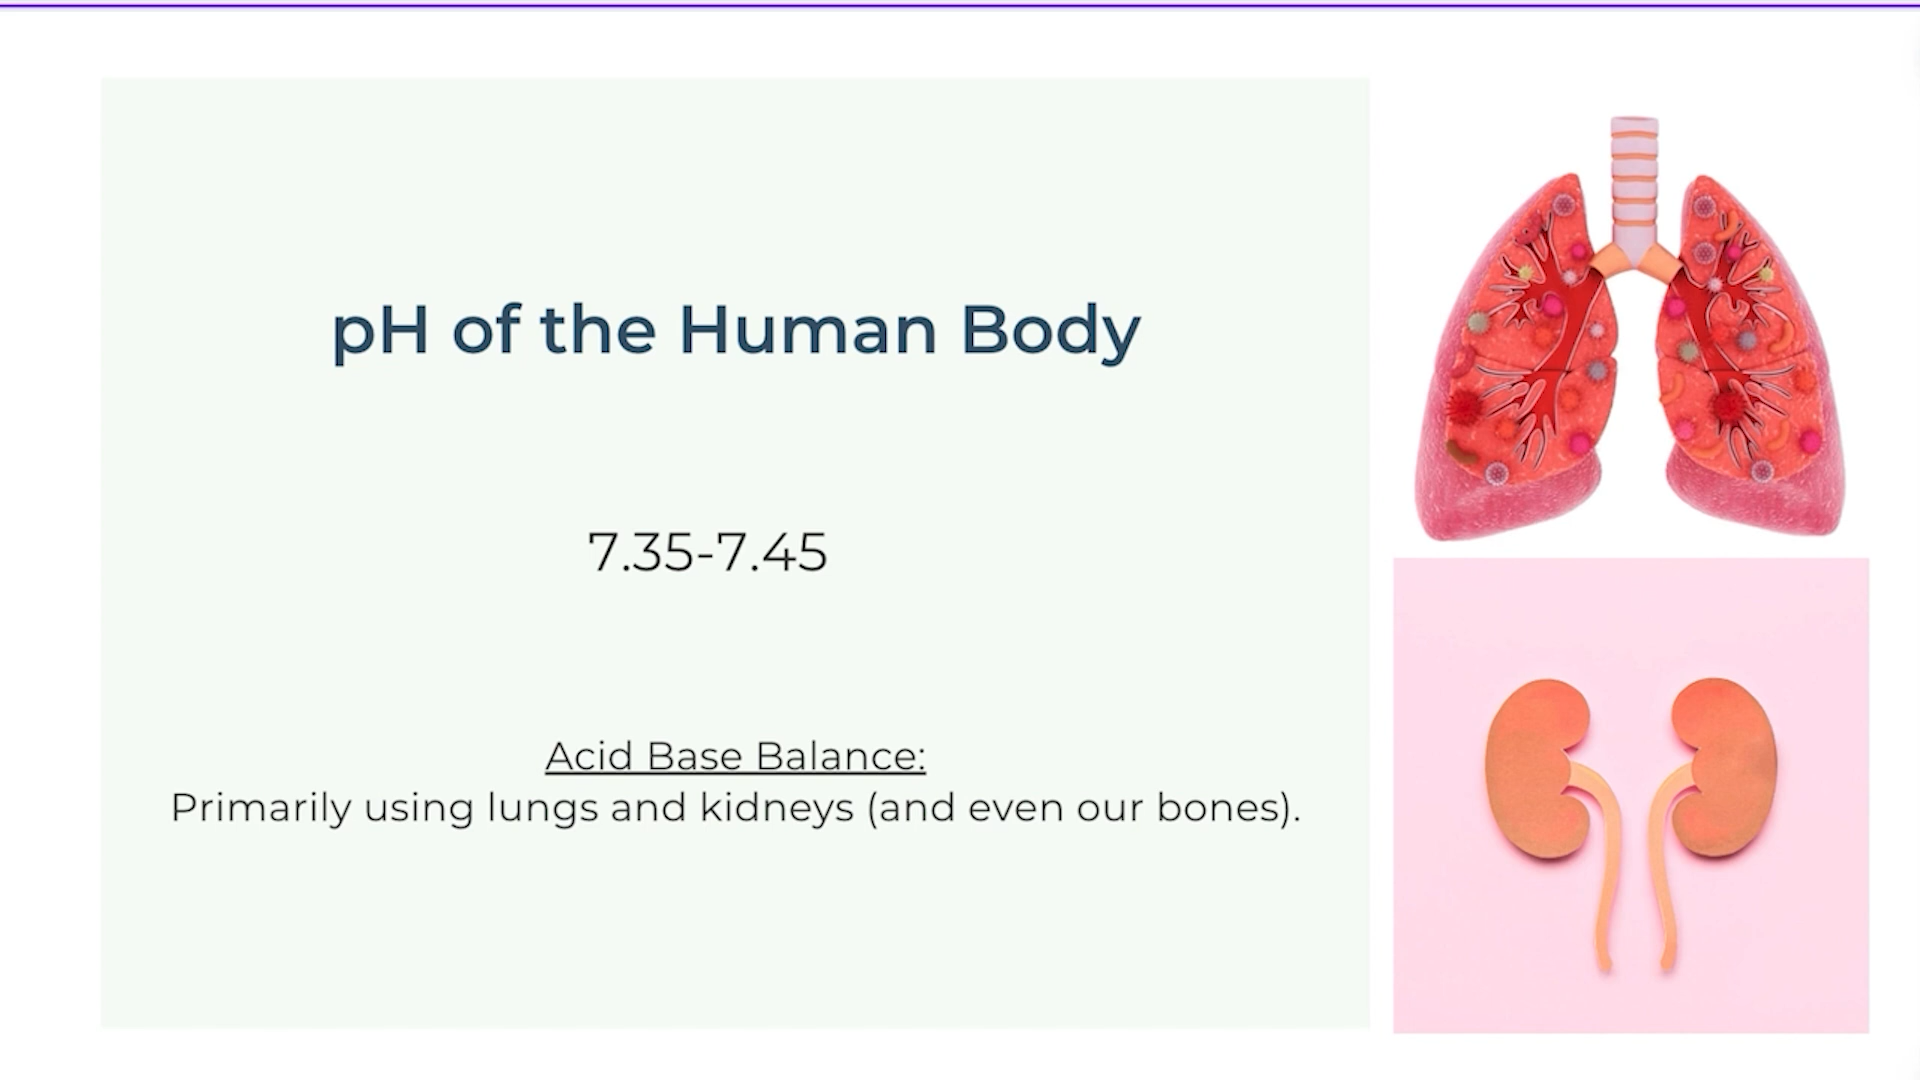 pH of the Human Body
7.35-7.45
Acid Base Balance:
Primarily using lungs and kidneys (and even our bones).